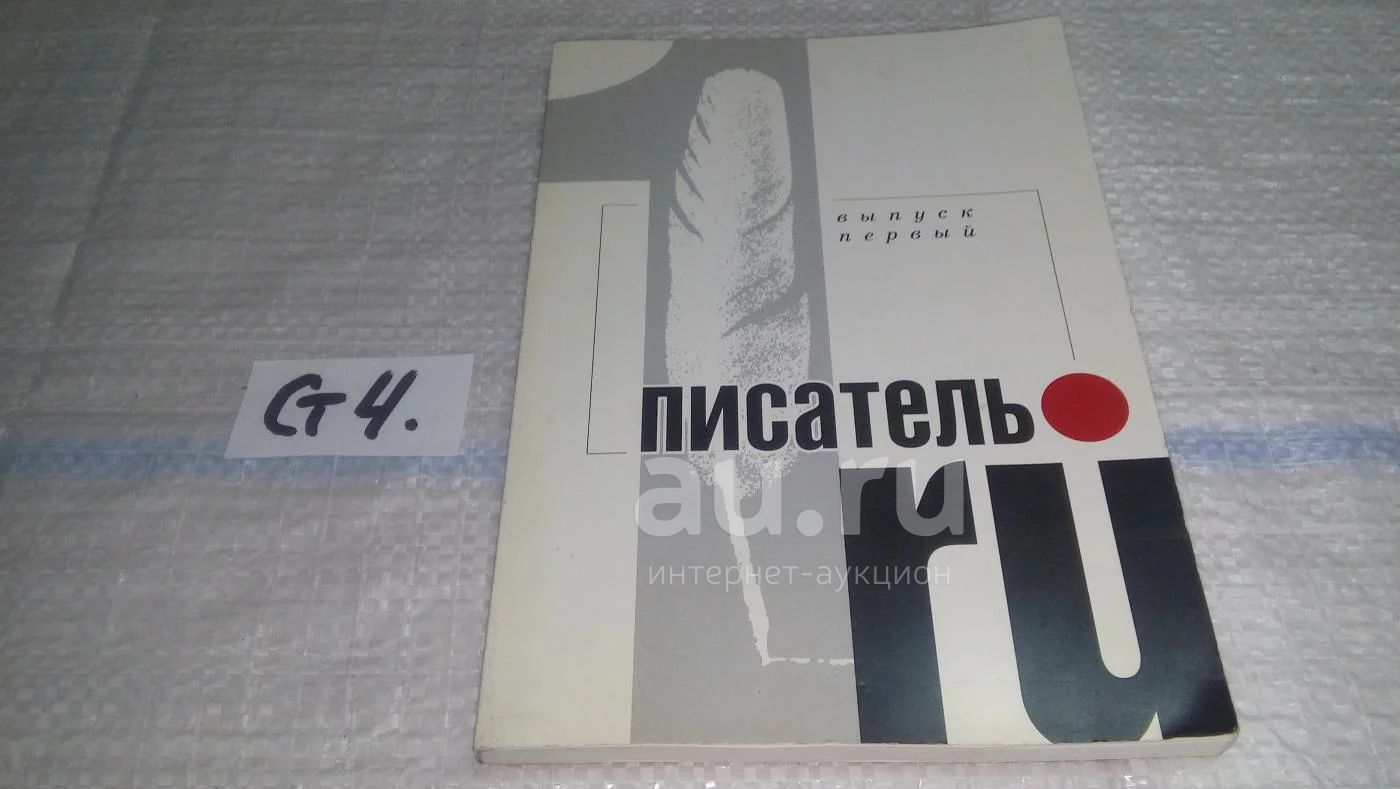 выпуск
первый
писатель
ru
Ст 4.
au.ru
интернет-аукцион